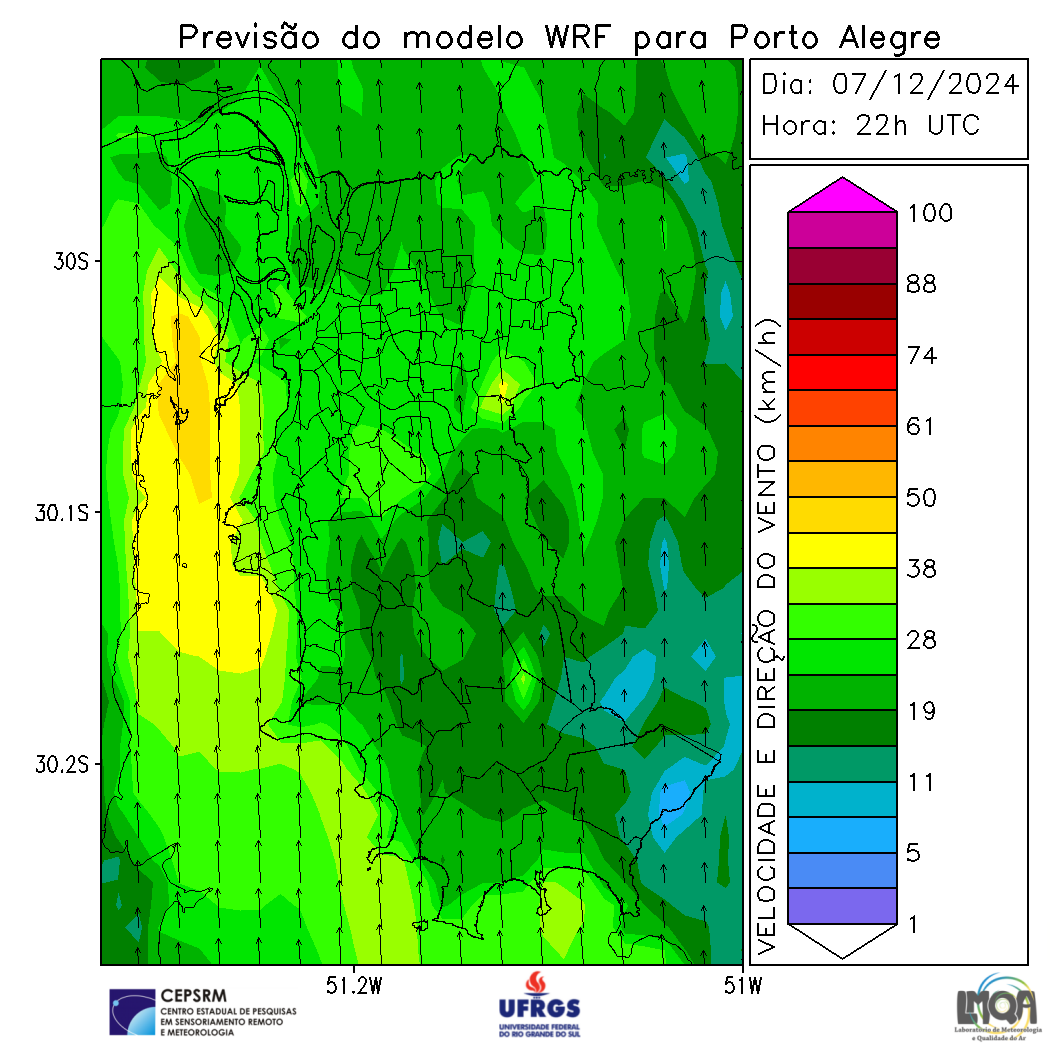 Previsão do modelo WRF para Porto Alegre
Dia: 07/12/2024
Hora: 22h UTC
30S
30.1S
30.2S
51.2W
51W
VELOCIDADE E DIREÇÃO DO VENTO (km/h)
100
88
74
61
50
38
28
19
11
5
1
CEPSRM
CENTRO ESTADUAL DE PESQUISAS
EM SENSORIAMENTO REMOTO
E METEOROLOGIA
UFRGS
UNIVERSIDADE FEDERAL
DO RIO GRANDE DO SUL
LMQA
Laboratório de Meteorologia
e Qualidade do Ar